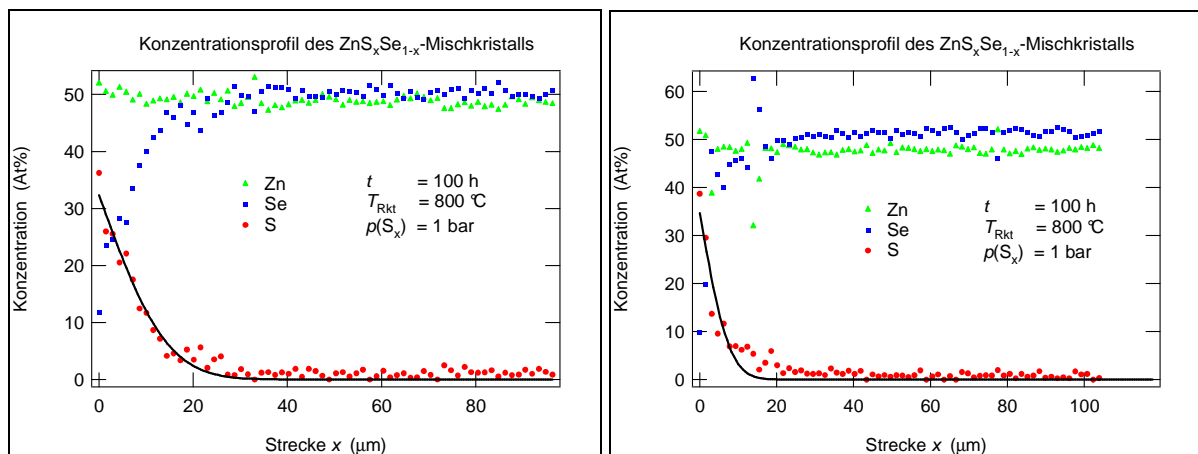 Konzentrationsprofil des ZnSₓSe₁₋ₓ-Mischkristalls
Konzentration (At%)
50
40
30
20
10
0
Zn
Se
S
t = 100 h
T_Rkt = 800 °C
p(Sₓ) = 1 bar
0 20 40 60 80
Strecke x (µm)
Konzentrationsprofil des ZnSₓSe₁₋ₓ-Mischkristalls
Konzentration (At%)
60
50
40
30
20
10
0
Zn
Se
S
t = 100 h
T_Rkt = 800 °C
p(Sₓ) = 1 bar
0 20 40 60 80 100
Strecke x (µm)